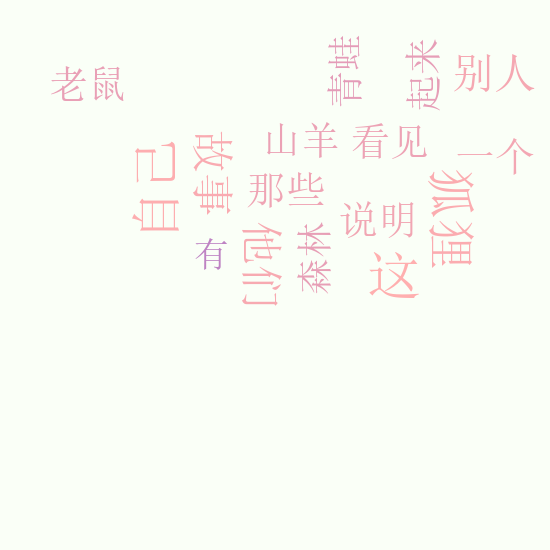 老鼠
青蛙
起来
别人
自己
故事
山羊
看见
一个
那些
狐狸
说明
有
他们
森林
这